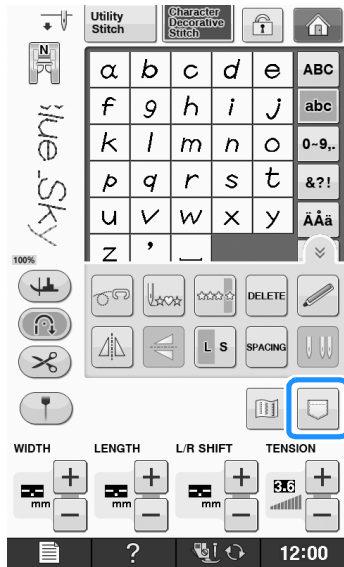 Utility
Stitch
Character
Decorative
Stitch
N
Blue Sky
100%
a b c d e ABC
f g h i j abc
k l m n o 0~9,.
p q r s t &?!
u v w x y ÄÅä
z ’ _
DELETE
L S
SPACING
WIDTH LENGTH L/R SHIFT TENSION
+ + + +
-.-- -.-- -.-- 3.6
mm mm mm
− − − −
? 12:00